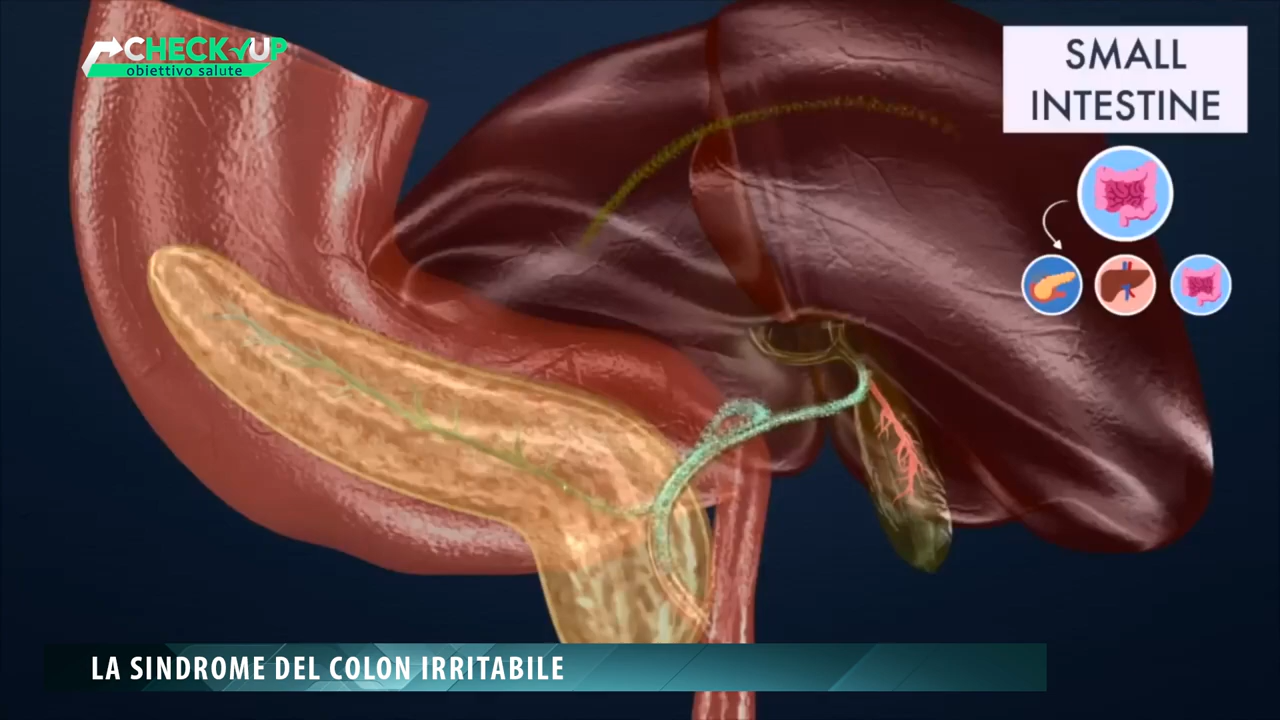 CHECK UP
obiettivo salute
SMALL
INTESTINE
LA SINDROME DEL COLON IRRITABILE